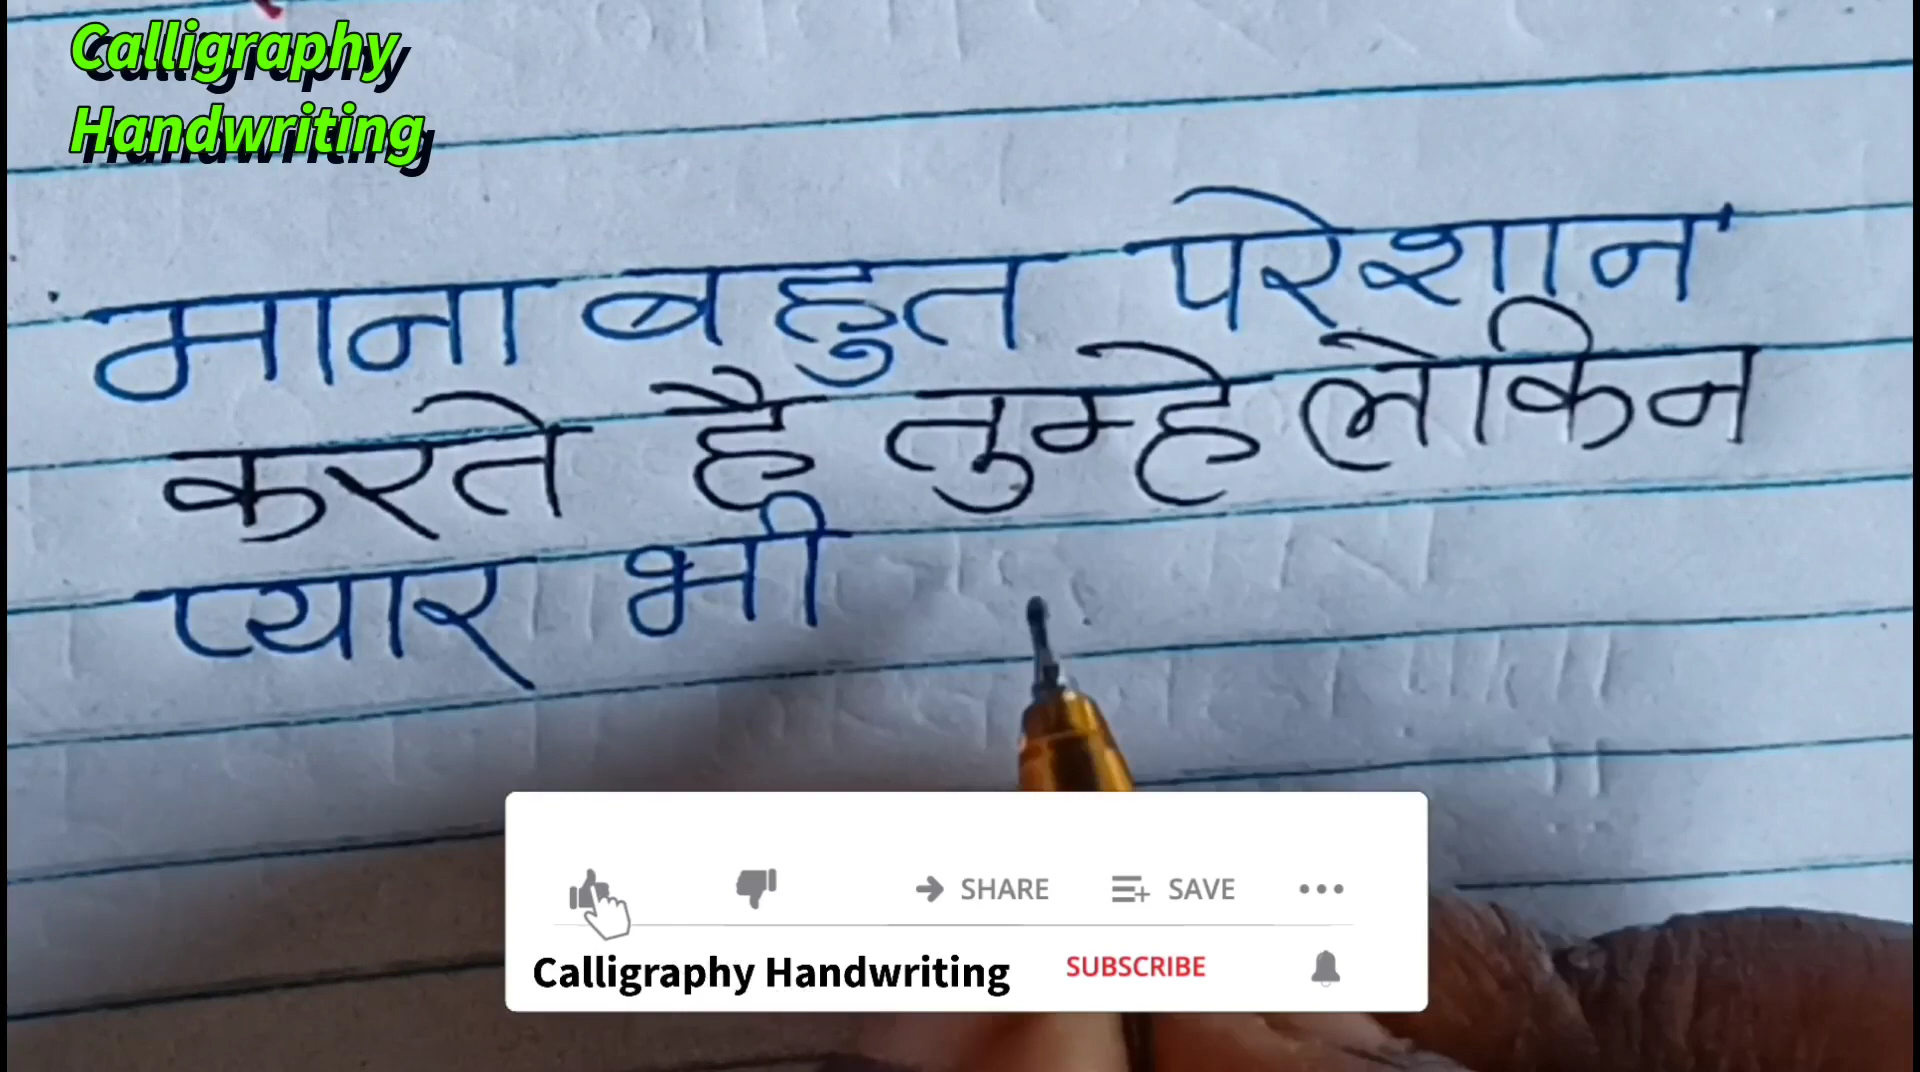 Calligraphy
Handwriting
माना बहुत परेशान
करते है तुम्हे लेकिन
प्यार भी
SHARE SAVE
Calligraphy Handwriting SUBSCRIBE